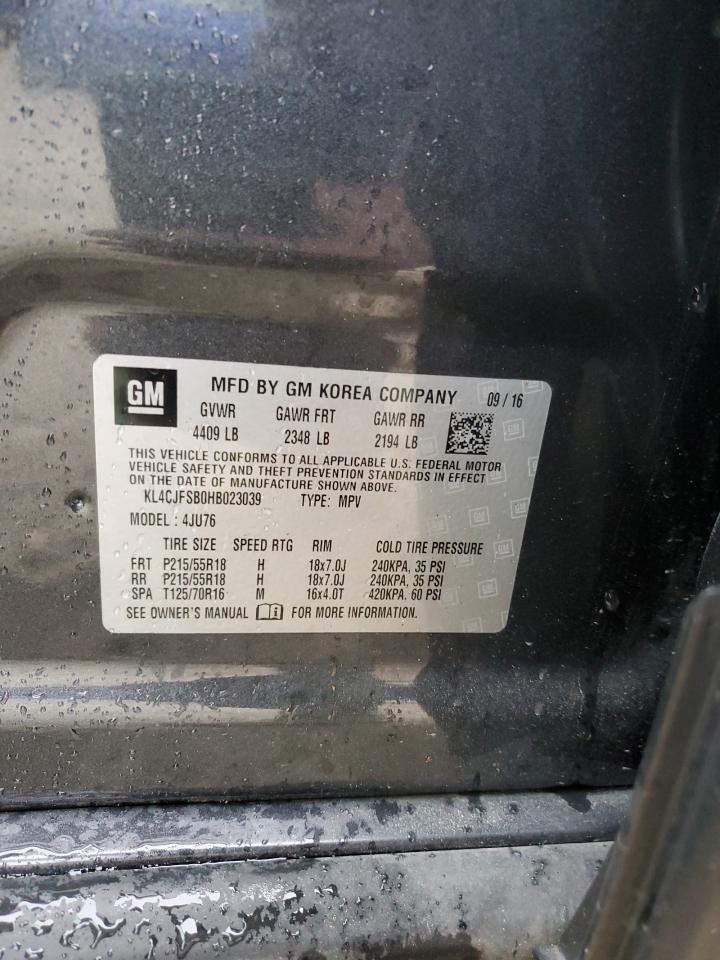 GM MFD BY GM KOREA COMPANY 09 / 16
GVWR GAWR FRT GAWR RR
4409 LB 2348 LB 2194 LB
THIS VEHICLE CONFORMS TO ALL APPLICABLE U.S. FEDERAL MOTOR
VEHICLE SAFETY AND THEFT PREVENTION STANDARDS IN EFFECT
ON THE DATE OF MANUFACTURE SHOWN ABOVE.
KL4CJFSB0HB023039 TYPE: MPV
MODEL : 4JU76
TIRE SIZE SPEED RTG RIM COLD TIRE PRESSURE
FRT P215/55R18 H 18x7.0J 240KPA, 35 PSI
RR P215/55R18 H 18x7.0J 240KPA, 35 PSI
SPA T125/70R16 M 16x4.0T 420KPA, 60 PSI
SEE OWNER'S MANUAL FOR MORE INFORMATION.